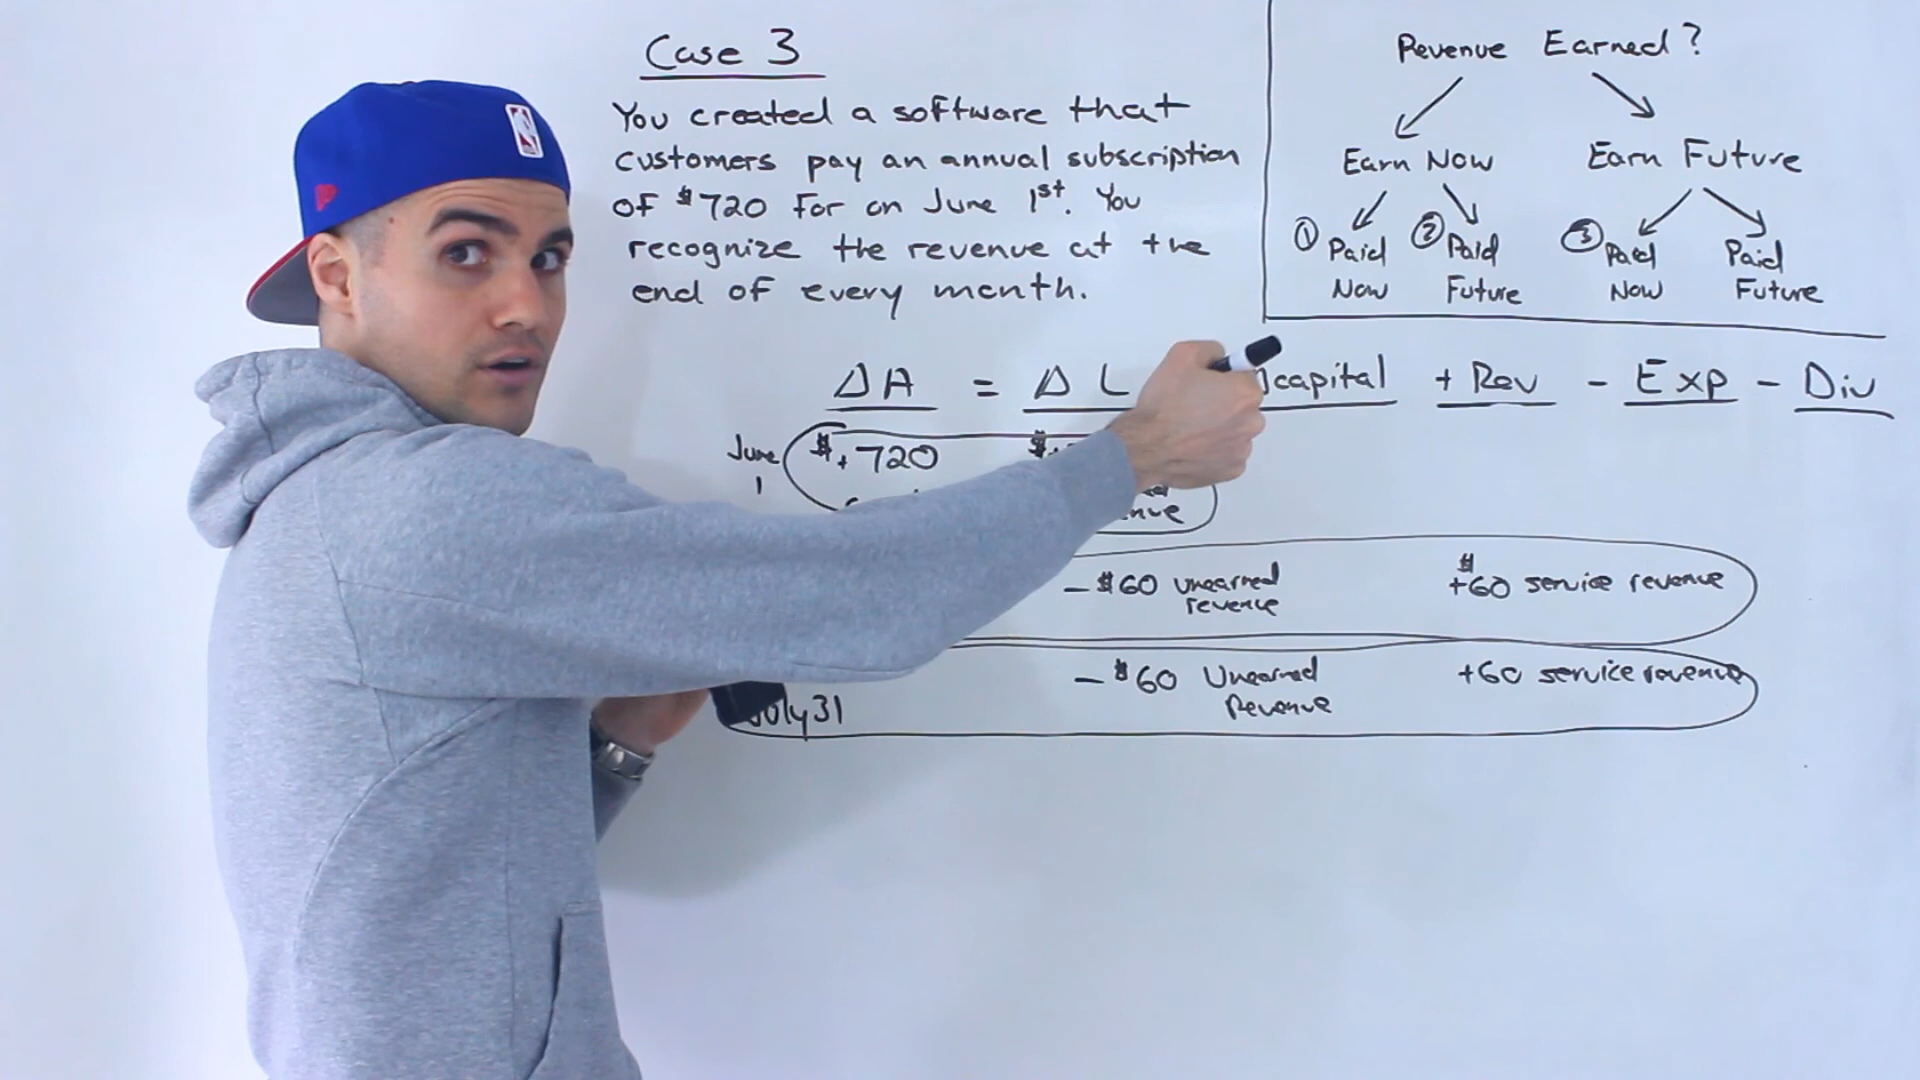 Case 3
You created a software that
customers pay an annual subscription
of $720 for on June 1st. You
recognize the revenue at the
end of every month.
Revenue Earned?
Earn Now Earn Future
① Paid Now ② Paid Future ③ Paid Now Paid Future
ΔA = ΔL capital + Rev - Exp - Div
June 1 $+720
- $60 unearned revenue $+60 service revenue
July 31 - $60 Unearned Revenue +60 service revenue